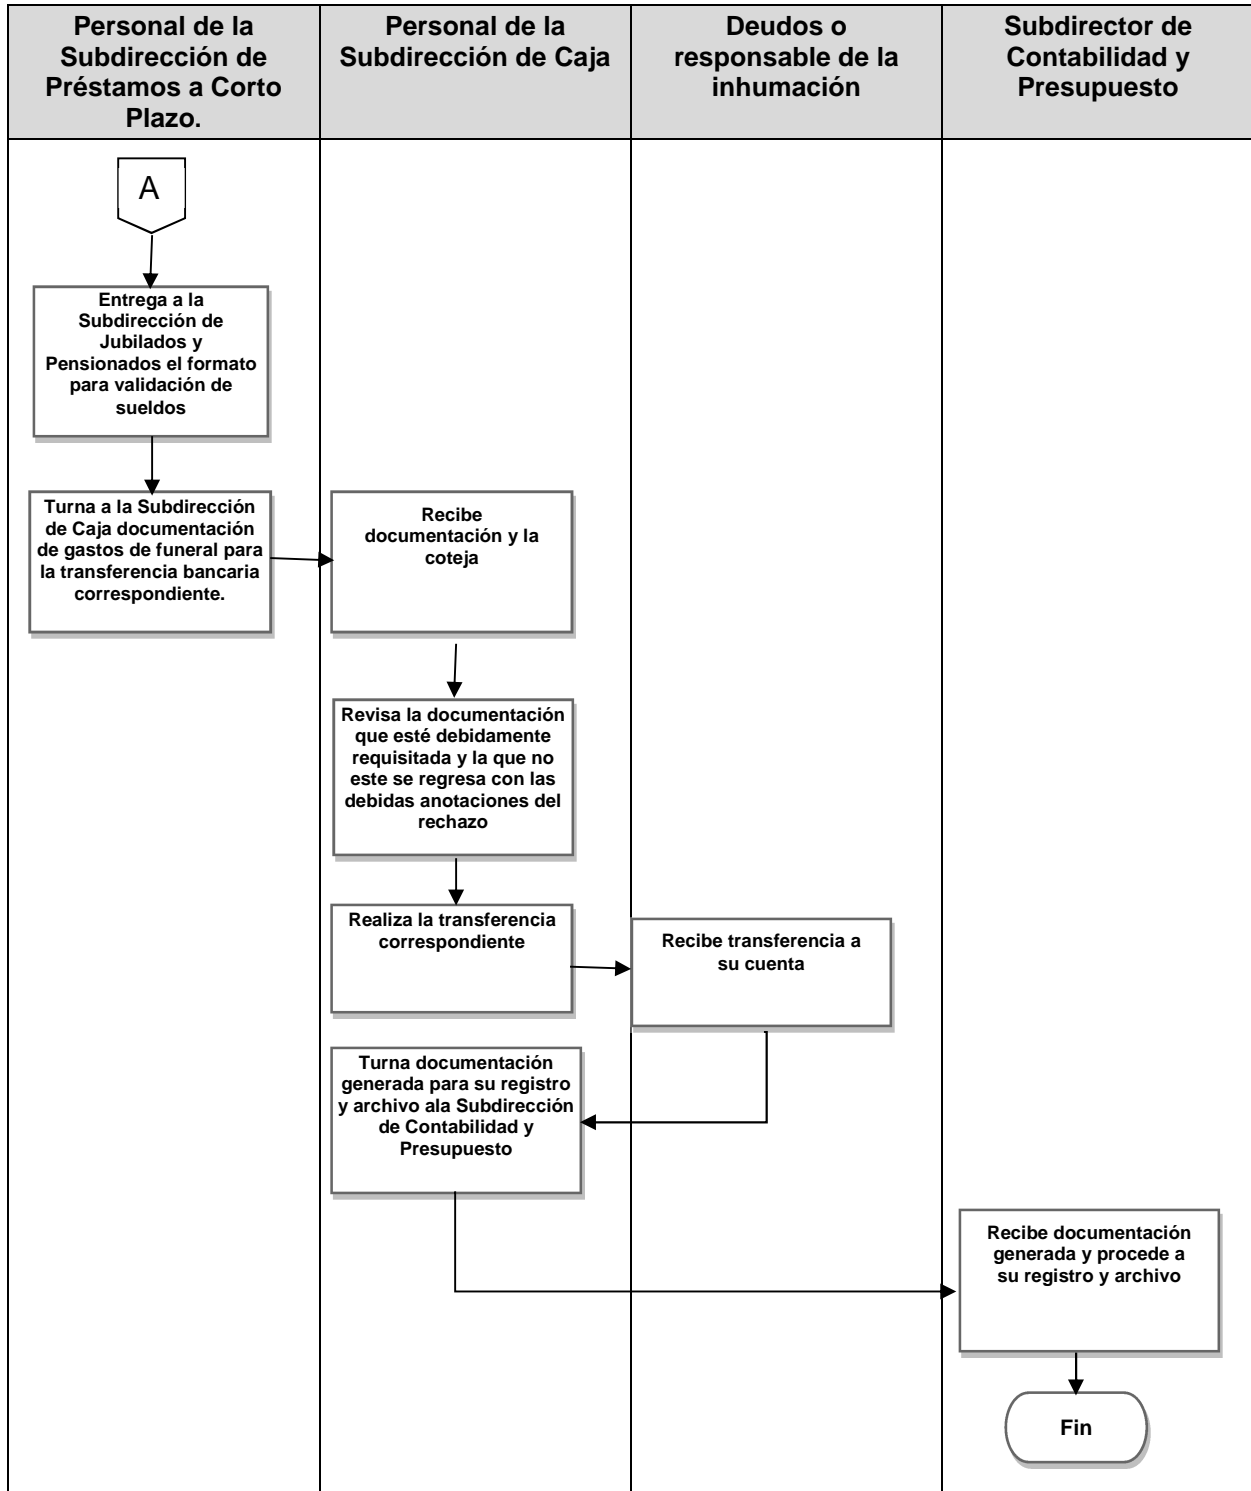 Personal de la
Subdirección de
Préstamos a Corto
Plazo.
Personal de la
Subdirección de Caja
Deudos o
responsable de la
inhumación
Subdirector de
Contabilidad y
Presupuesto
A
Entrega a la
Subdirección de
Jubilados y
Pensionados el formato
para validación de
sueldos
Turna a la Subdirección
de Caja documentación
de gastos de funeral para
la transferencia bancaria
correspondiente.
Recibe
documentación y la
coteja
Revisa la documentación
que esté debidamente
requisitada y la que no
este se regresa con las
debidas anotaciones del
rechazo
Realiza la transferencia
correspondiente
Recibe transferencia a
su cuenta
Turna documentación
generada para su registro
y archivo ala Subdirección
de Contabilidad y
Presupuesto
Recibe documentación
generada y procede a
su registro y archivo
Fin